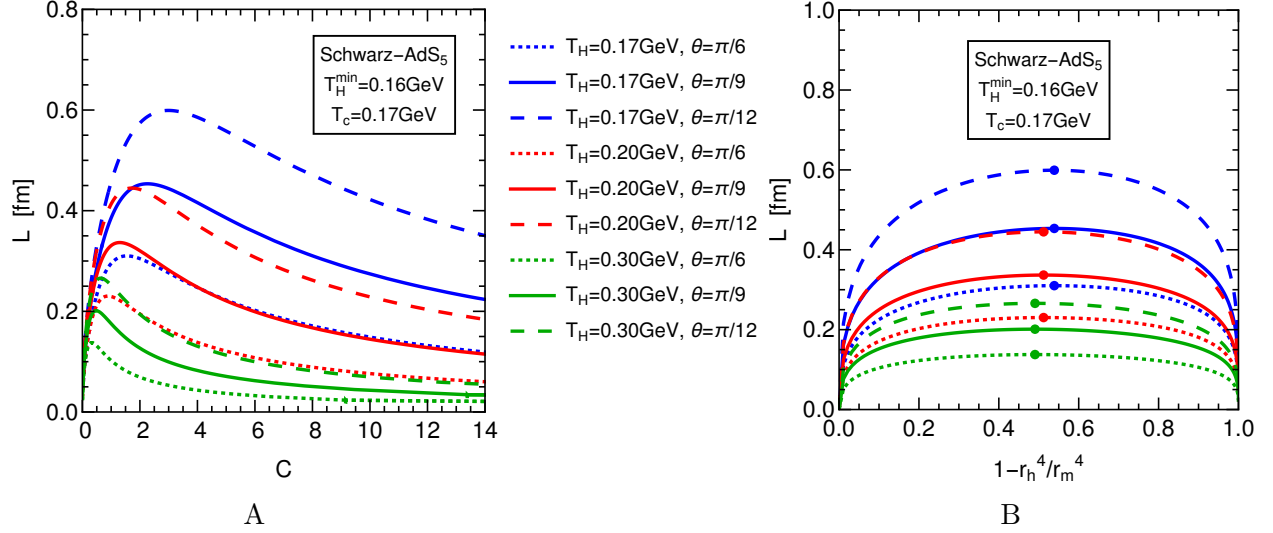 0.8
0.6
0.4
0.2
0.0
L [fm]
0 2 4 6 8 10 12 14
C
Schwarz−AdS₅
T_H^min=0.16GeV
T_c=0.17GeV
T_H=0.17GeV, θ=π/6
T_H=0.17GeV, θ=π/9
T_H=0.17GeV, θ=π/12
T_H=0.20GeV, θ=π/6
T_H=0.20GeV, θ=π/9
T_H=0.20GeV, θ=π/12
T_H=0.30GeV, θ=π/6
T_H=0.30GeV, θ=π/9
T_H=0.30GeV, θ=π/12
A
1.0
0.8
0.6
0.4
0.2
0.0
L [fm]
0.0 0.2 0.4 0.6 0.8 1.0
1−r_h^4/r_m^4
Schwarz−AdS₅
T_H^min=0.16GeV
T_c=0.17GeV
B